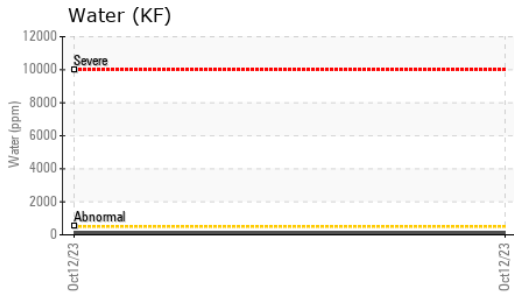 Water (KF)
12000
Severe
10000
8000
6000
Water (ppm)
4000
2000
Abnormal
0
Oct12/23
Oct12/23